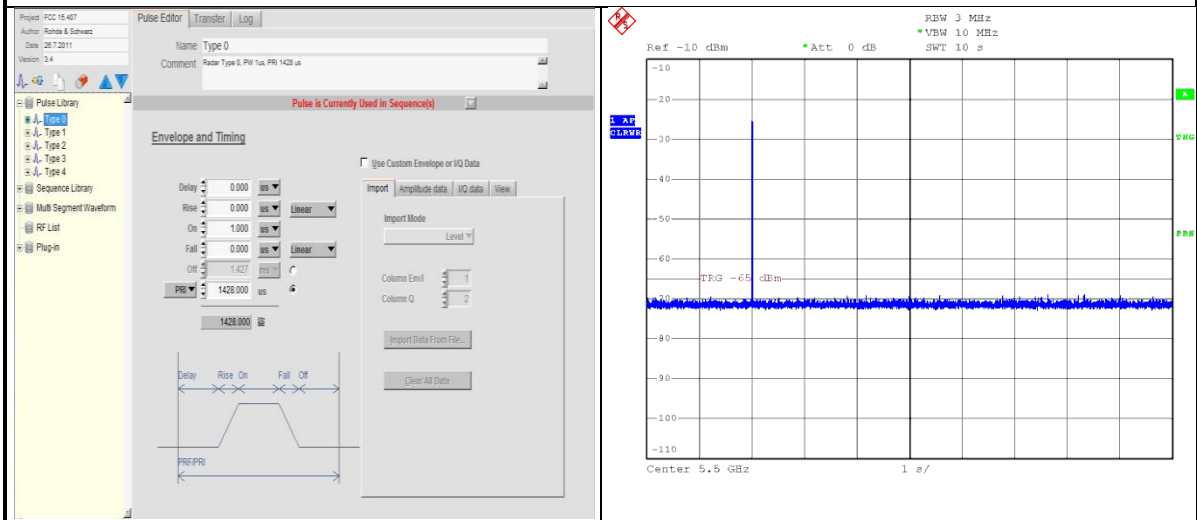 Project FCC 15.407
Author Rohde & Schwarz
Date 26.7.2011
Version 3.4
Pulse Library
Type 0
Type 1
Type 2
Type 3
Type 4
Sequence Library
Multi Segment Waveform
RF List
Plug-in
Pulse Editor Transfer Log
Name Type 0
Comment Radar Type 0, PW 1us, PRI 1428 us
Pulse is Currently Used in Sequence(s)
Envelope and Timing
Use Custom Envelope or I/Q Data
Delay 0.000 us
Rise 0.000 us Linear
On 1.000 us
Fall 0.000 us Linear
Off 1.427 ms
PRI 1428.000 us
1428.000
Import Amplitude data I/Q data View
Import Mode
Level
Column Env/I 1
Column Q 2
Import Data From File...
Clear All Data
Delay Rise On Fall Off
PRF/PRI
R S
RBW 3 MHz
*VBW 10 MHz
Ref -10 dBm *Att 0 dB SWT 10 s
-10
-20
A
1 AP
CLRWR
TRG
-30
-40
-50
PRN
-60
TRG -65 dBm
-70
-80
-90
-100
-110
Center 5.5 GHz 1 s/